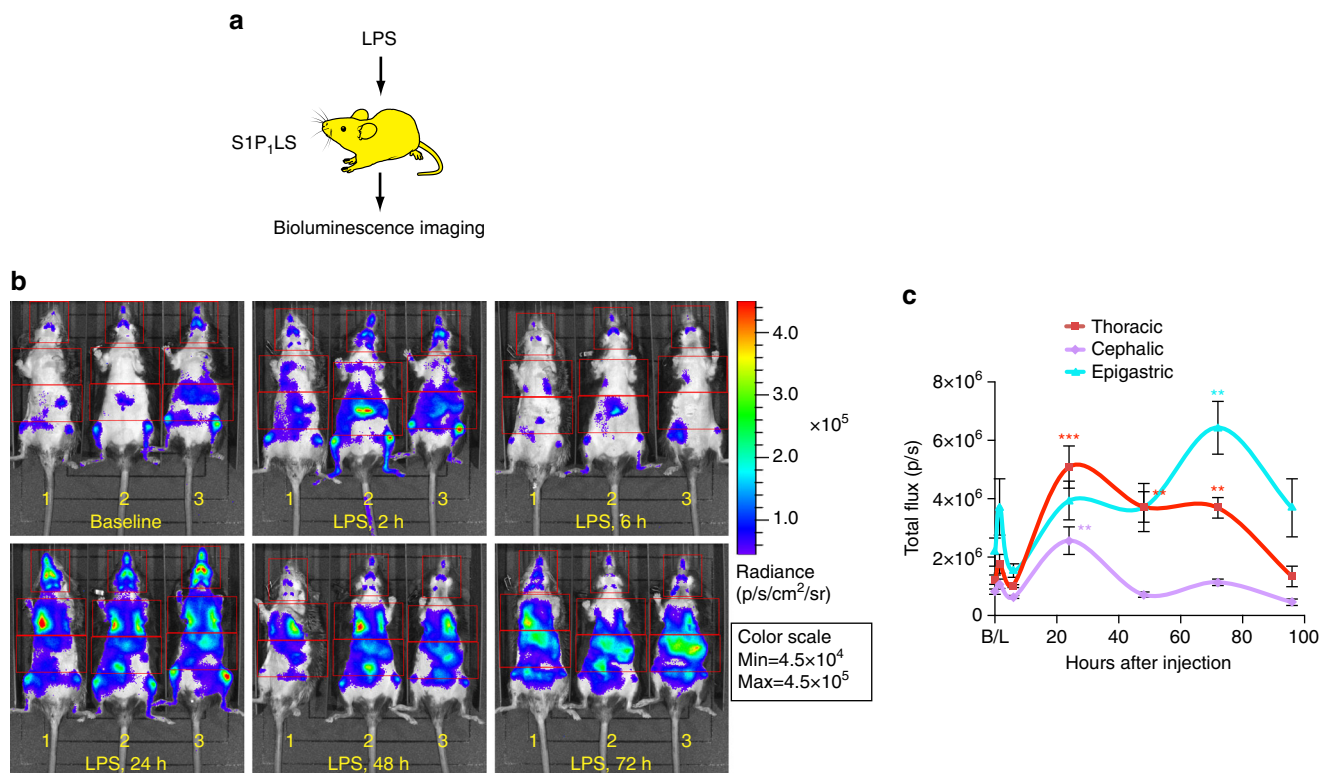 a
LPS
S1P₁LS
Bioluminescence imaging
b
1 2 3
Baseline
1 2 3
LPS, 2 h
1 2 3
LPS, 6 h
1 2 3
LPS, 24 h
1 2 3
LPS, 48 h
1 2 3
LPS, 72 h
4.0
3.0
×10⁵
2.0
1.0
Radiance
(p/s/cm²/sr)
Color scale
Min=4.5×10⁴
Max=4.5×10⁵
c
Thoracic
Cephalic
Epigastric
Total flux (p/s)
8×10⁶
6×10⁶
4×10⁶
2×10⁶
0
***
**
**
**
**
B/L 20 40 60 80 100
Hours after injection